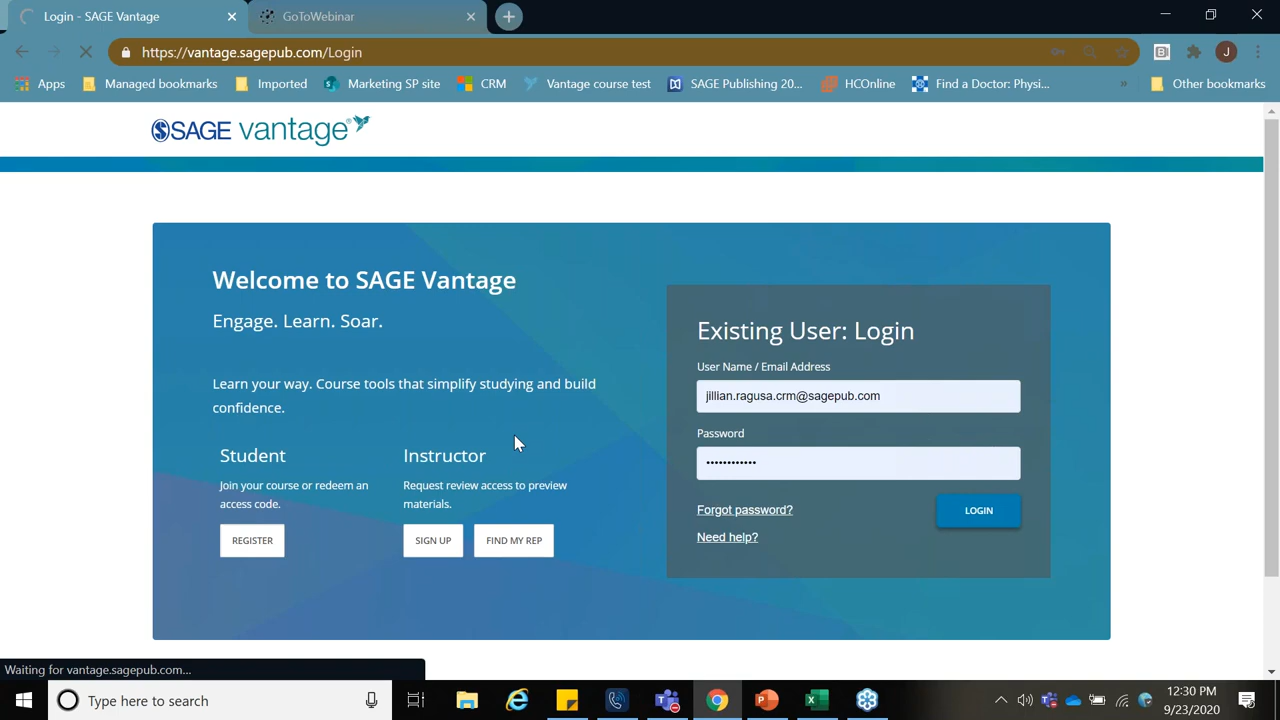 Login - SAGE Vantage
GoToWebinar
https://vantage.sagepub.com/Login
J
Apps
Managed bookmarks
Imported
Marketing SP site
CRM
Vantage course test
SAGE Publishing 20...
HCOnline
Find a Doctor: Physi...
»
Other bookmarks
SAGE vantage®
Welcome to SAGE Vantage
Engage. Learn. Soar.
Learn your way. Course tools that simplify studying and build
confidence.
Student
Join your course or redeem an
access code.
REGISTER
Instructor
Request review access to preview
materials.
SIGN UP
FIND MY REP
Existing User: Login
User Name / Email Address
jillian.ragusa.crm@sagepub.com
Password
••••••••••••
Forgot password?
LOGIN
Need help?
Waiting for vantage.sagepub.com...
Type here to search
12:30 PM
9/23/2020